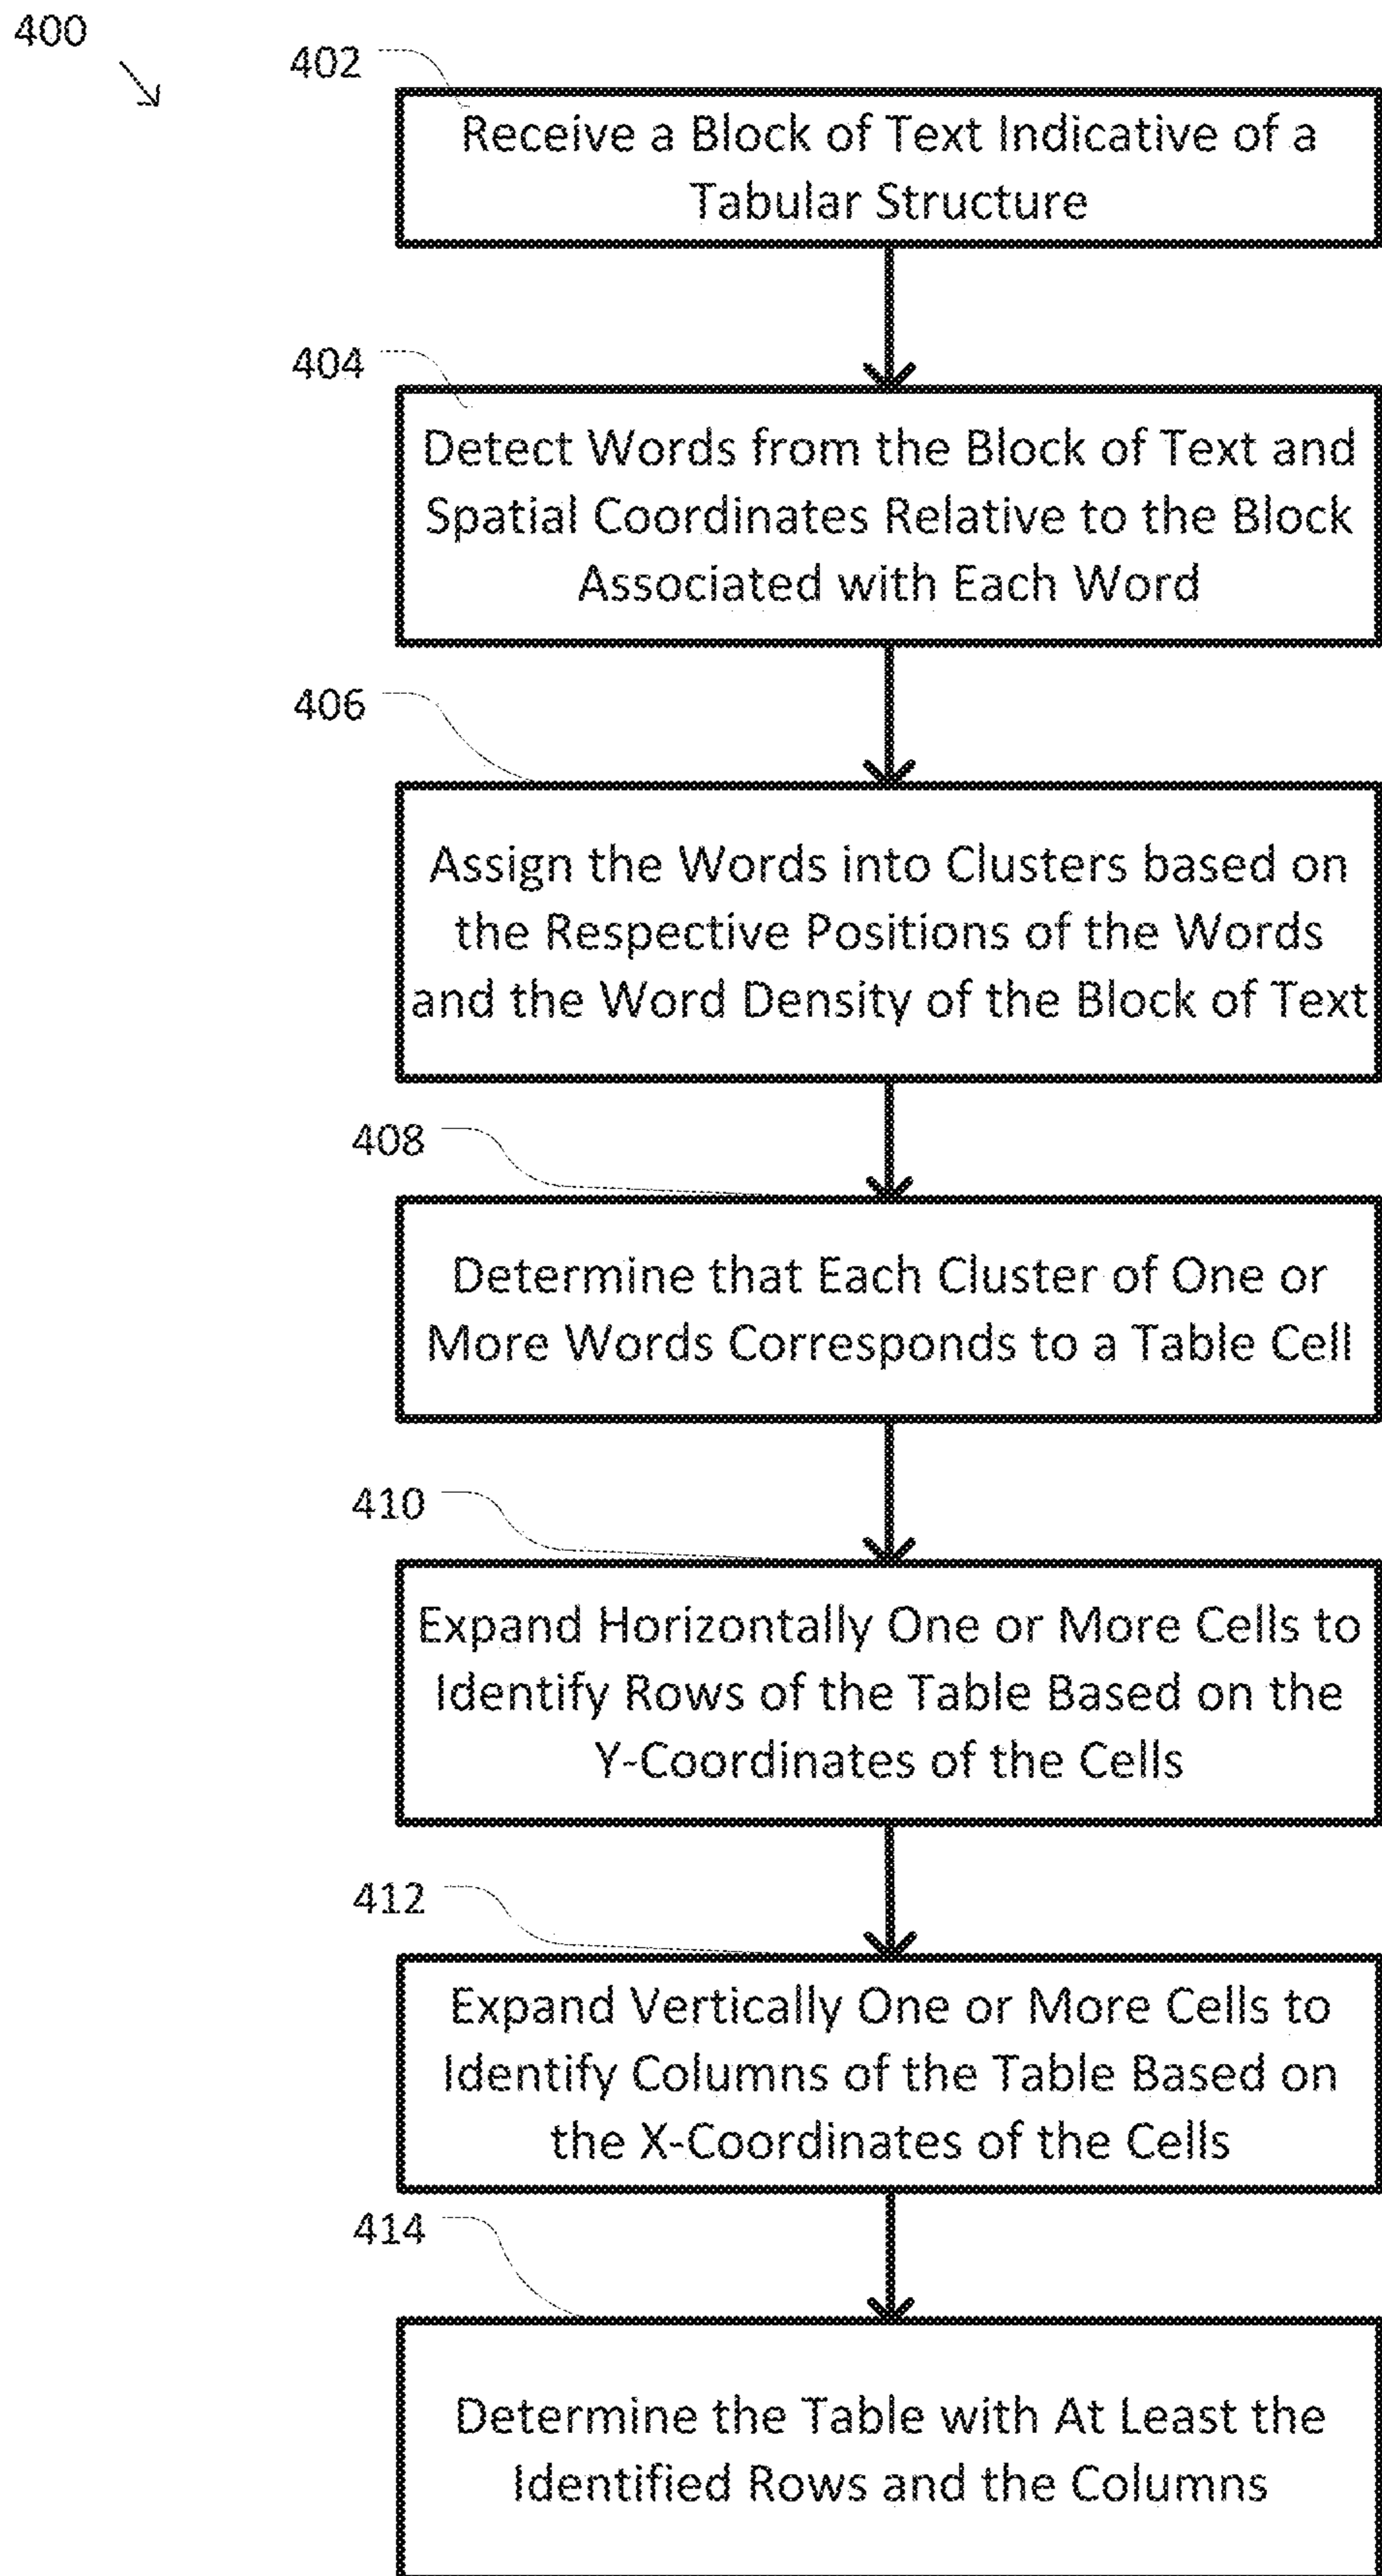 400
402
Receive a Block of Text Indicative of a
Tabular Structure
404
Detect Words from the Block of Text and
Spatial Coordinates Relative to the Block
Associated with Each Word
406
Assign the Words into Clusters based on
the Respective Positions of the Words
and the Word Density of the Block of Text
408
Determine that Each Cluster of One or
More Words Corresponds to a Table Cell
410
Expand Horizontally One or More Cells to
Identify Rows of the Table Based on the
Y-Coordinates of the Cells
412
Expand Vertically One or More Cells to
Identify Columns of the Table Based on
the X-Coordinates of the Cells
414
Determine the Table with At Least the
Identified Rows and the Columns